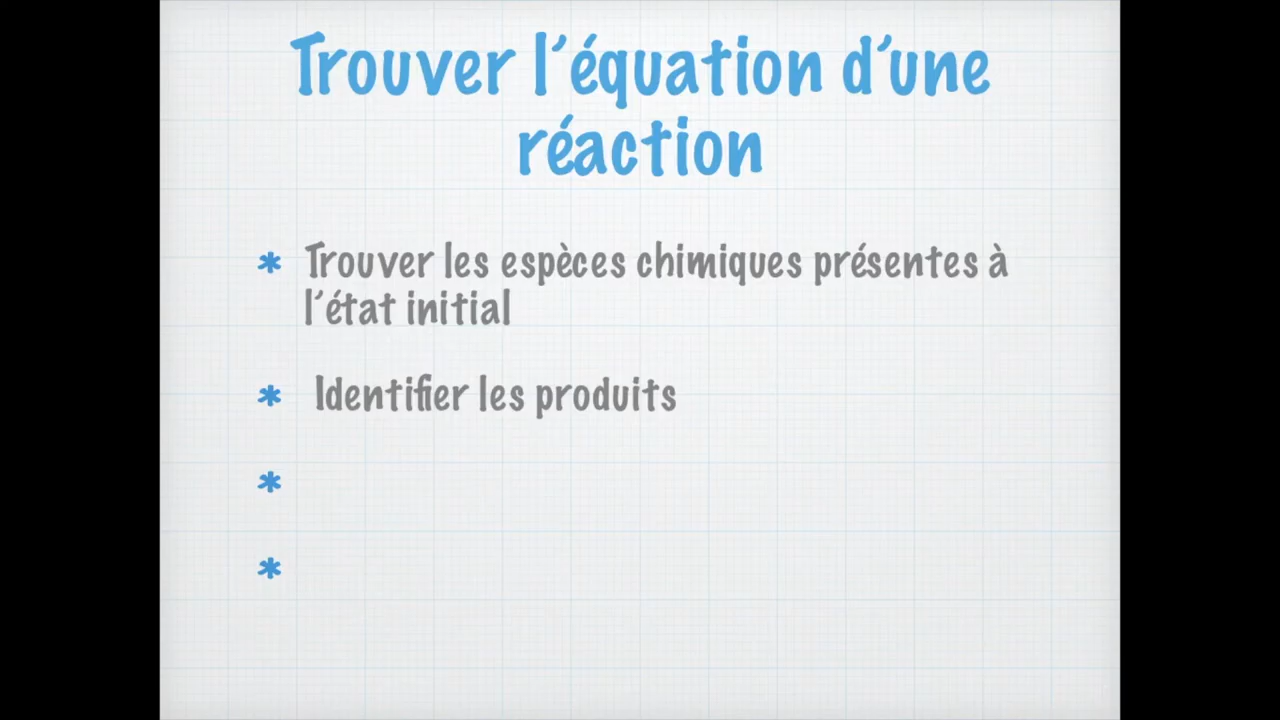 Trouver l’équation d’une
réaction
* Trouver les espèces chimiques présentes à
l’état initial
* Identifier les produits
*
*